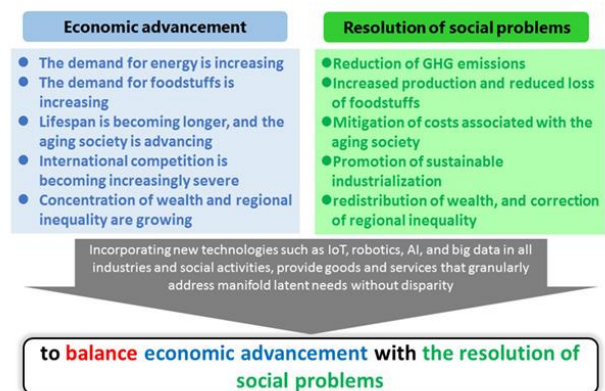 Economic advancement
● The demand for energy is increasing
● The demand for foodstuffs is
increasing
● Lifespan is becoming longer, and the
aging society is advancing
● International competition is
becoming increasingly severe
● Concentration of wealth and regional
inequality are growing
Resolution of social problems
●Reduction of GHG emissions
●Increased production and reduced loss
of foodstuffs
●Mitigation of costs associated with the
aging society
●Promotion of sustainable
industrialization
●redistribution of wealth, and correction
of regional inequality
Incorporating new technologies such as IoT, robotics, AI, and big data in all
industries and social activities, provide goods and services that granularly
address manifold latent needs without disparity
to balance economic advancement with the resolution of
social problems